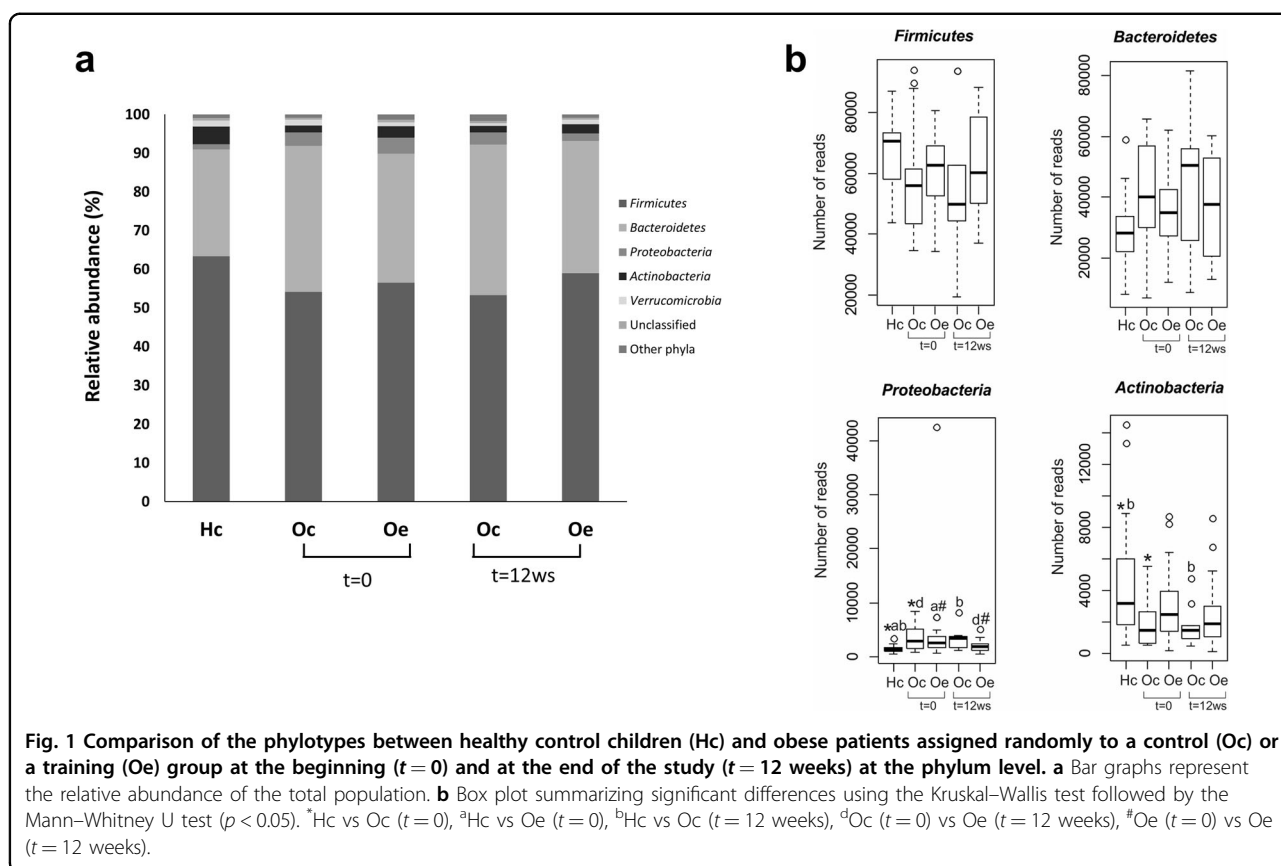 a
Relative abundance (%)
100
90
80
70
60
50
40
30
20
10
0
Hc Oc Oe Oc Oe
t=0 t=12ws
Firmicutes
Bacteroidetes
Proteobacteria
Actinobacteria
Verrucomicrobia
Unclassified
Other phyla
b
Firmicutes
Number of reads
80000
60000
40000
20000
Hc Oc Oe Oc Oe
t=0 t=12ws
Bacteroidetes
Number of reads
80000
60000
40000
20000
Hc Oc Oe Oc Oe
t=0 t=12ws
Proteobacteria
Number of reads
40000
30000
20000
10000
0
*ab *d a# b d#
Hc Oc Oe Oc Oe
t=0 t=12ws
Actinobacteria
Number of reads
12000
8000
4000
0
*b * b
Hc Oc Oe Oc Oe
t=0 t=12ws
Fig. 1 Comparison of the phylotypes between healthy control children (Hc) and obese patients assigned randomly to a control (Oc) or
a training (Oe) group at the beginning (t = 0) and at the end of the study (t = 12 weeks) at the phylum level. a Bar graphs represent
the relative abundance of the total population. b Box plot summarizing significant differences using the Kruskal–Wallis test followed by the
Mann–Whitney U test (p < 0.05). *Hc vs Oc (t = 0), aHc vs Oe (t = 0), bHc vs Oc (t = 12 weeks), dOc (t = 0) vs Oe (t = 12 weeks), #Oe (t = 0) vs Oe
(t = 12 weeks).